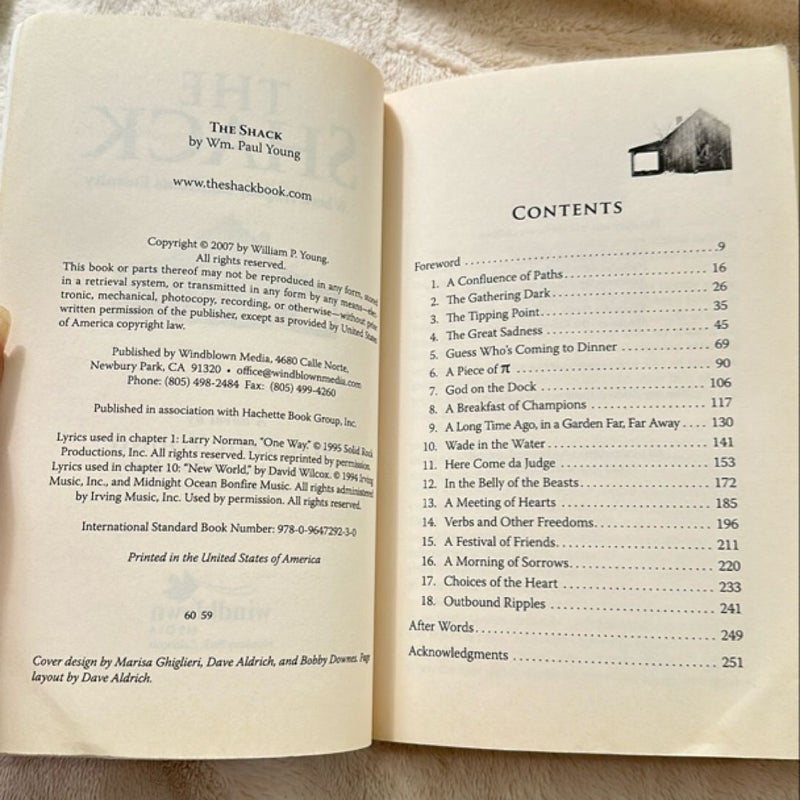 THE SHACK
by Wm. Paul Young
www.theshackbook.com
Copyright © 2007 by William P. Young.
All rights reserved.
This book or parts thereof may not be reproduced in any form, stored
in a retrieval system, or transmitted in any form by any means—elec-
tronic, mechanical, photocopy, recording, or otherwise—without prior
written permission of the publisher, except as provided by United States
of America copyright law.
Published by Windblown Media, 4680 Calle Norte,
Newbury Park, CA 91320 • office@windblownmedia.com
Phone: (805) 498-2484 Fax: (805) 499-4260
Published in association with Hachette Book Group, Inc.
Lyrics used in chapter 1: Larry Norman, "One Way," © 1995 Solid Rock
Productions, Inc. All rights reserved. Lyrics reprinted by permission.
Lyrics used in chapter 10: "New World," by David Wilcox. © 1994 Irving
Music, Inc., and Midnight Ocean Bonfire Music. All rights administered
by Irving Music, Inc. Used by permission. All rights reserved.
International Standard Book Number: 978-0-9647292-3-0
Printed in the United States of America
60 59
Cover design by Marisa Ghiglieri, Dave Aldrich, and Bobby Downes. Page
layout by Dave Aldrich.
CONTENTS
Foreword ........ 9
1. A Confluence of Paths ........ 16
2. The Gathering Dark ........ 26
3. The Tipping Point ........ 35
4. The Great Sadness ........ 45
5. Guess Who's Coming to Dinner ........ 69
6. A Piece of π ........ 90
7. God on the Dock ........ 106
8. A Breakfast of Champions ........ 117
9. A Long Time Ago, in a Garden Far, Far Away .... 130
10. Wade in the Water ........ 141
11. Here Come da Judge ........ 153
12. In the Belly of the Beasts ........ 172
13. A Meeting of Hearts ........ 185
14. Verbs and Other Freedoms ........ 196
15. A Festival of Friends ........ 211
16. A Morning of Sorrows ........ 220
17. Choices of the Heart ........ 233
18. Outbound Ripples ........ 241
After Words ........ 249
Acknowledgments ........ 251